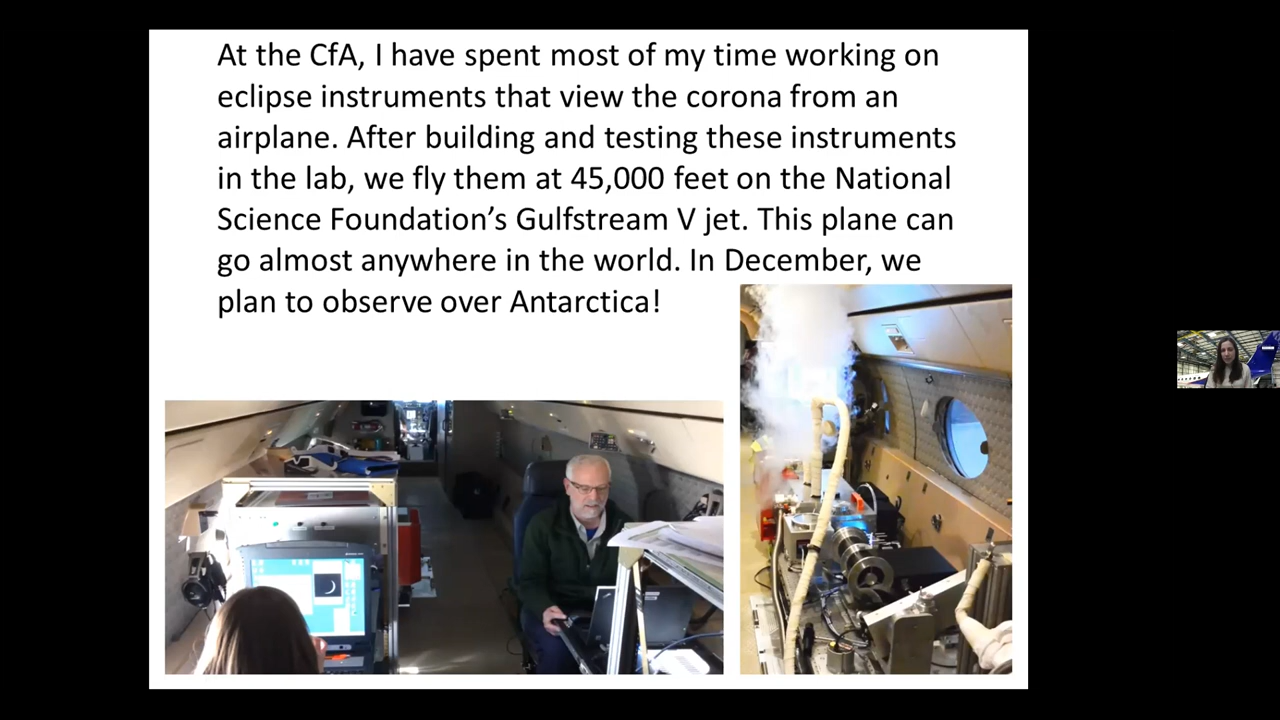 At the CfA, I have spent most of my time working on
eclipse instruments that view the corona from an
airplane. After building and testing these instruments
in the lab, we fly them at 45,000 feet on the National
Science Foundation’s Gulfstream V jet. This plane can
go almost anywhere in the world. In December, we
plan to observe over Antarctica!